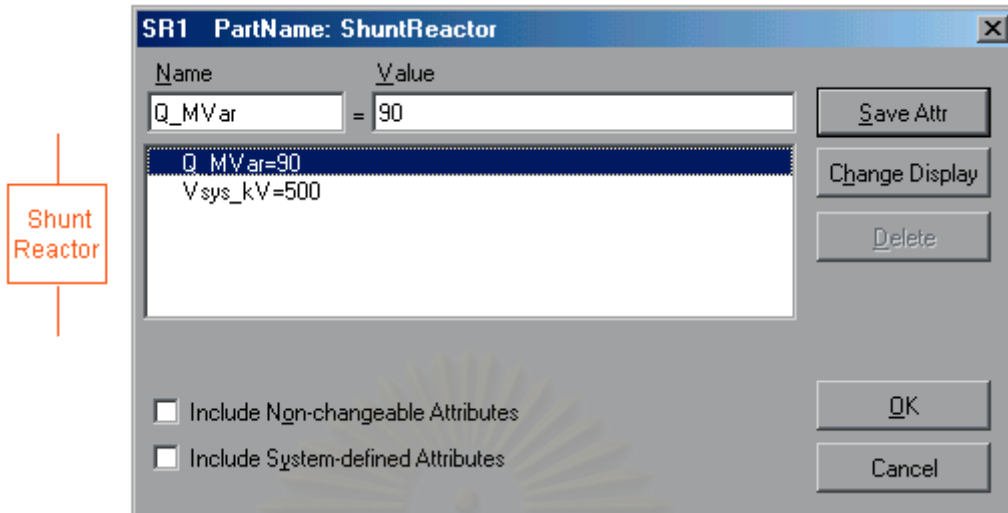 SR1 PartName: ShuntReactor
Name Value
Q_MVar = 90
Save Attr
Q_MVar=90
Vsys_kV=500
Change Display
Delete
Shunt
Reactor
Include Non-changeable Attributes
OK
Include System-defined Attributes
Cancel